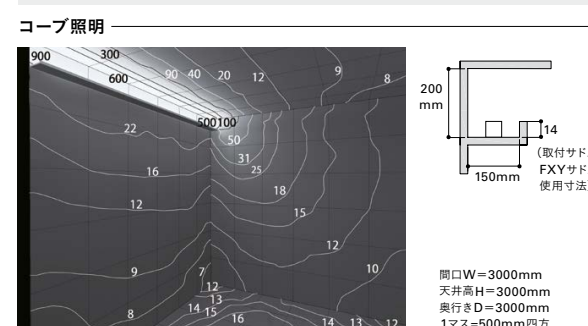 コーブ照明
900
300
600
90 40 20 12
9
8
500100
50
31
25
22
16
18
12
15
12
10
9
7
12
13
14 15
8
16
14 13 12
200
mm
14
（取付サド
FXYサド
使用寸法
150mm
間口W=3000mm
天井高H=3000mm
奥行きD=3000mm
1マス=500mm四方